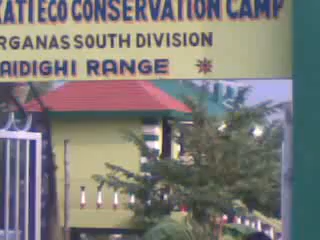 KATI ECO CONSERVATION CAMP
RGANAS SOUTH DIVISION
AIDIGHI RANGE